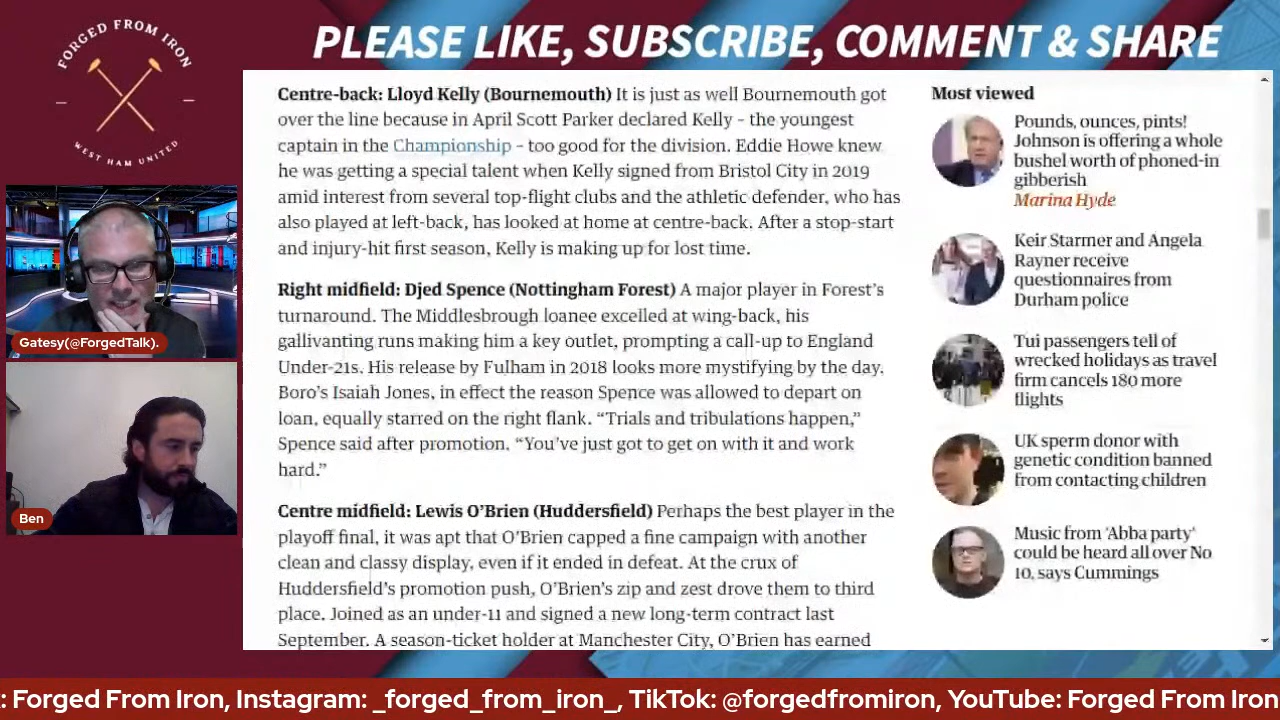 FORGED FROM IRON
WEST HAM UNITED
PLEASE LIKE, SUBSCRIBE, COMMENT & SHARE
Gatesy(@ForgedTalk).
Ben
Centre-back: Lloyd Kelly (Bournemouth) It is just as well Bournemouth got
over the line because in April Scott Parker declared Kelly – the youngest
captain in the Championship – too good for the division. Eddie Howe knew
he was getting a special talent when Kelly signed from Bristol City in 2019
amid interest from several top-flight clubs and the athletic defender, who has
also played at left-back, has looked at home at centre-back. After a stop-start
and injury-hit first season, Kelly is making up for lost time.
Right midfield: Djed Spence (Nottingham Forest) A major player in Forest’s
turnaround. The Middlesbrough loanee excelled at wing-back, his
gallivanting runs making him a key outlet, prompting a call-up to England
Under-21s. His release by Fulham in 2018 looks more mystifying by the day.
Boro’s Isaiah Jones, in effect the reason Spence was allowed to depart on
loan, equally starred on the right flank. “Trials and tribulations happen,”
Spence said after promotion. “You’ve just got to get on with it and work
hard.”
Centre midfield: Lewis O’Brien (Huddersfield) Perhaps the best player in the
playoff final, it was apt that O’Brien capped a fine campaign with another
clean and classy display, even if it ended in defeat. At the crux of
Huddersfield’s promotion push, O’Brien’s zip and zest drove them to third
place. Joined as an under-11 and signed a new long-term contract last
September. A season-ticket holder at Manchester City, O’Brien has earned
Most viewed
Pounds, ounces, pints!
Johnson is offering a whole
bushel worth of phoned-in
gibberish
Marina Hyde
Keir Starmer and Angela
Rayner receive
questionnaires from
Durham police
Tui passengers tell of
wrecked holidays as travel
firm cancels 180 more
flights
UK sperm donor with
genetic condition banned
from contacting children
Music from ‘Abba party’
could be heard all over No
10, says Cummings
: Forged From Iron, Instagram: _forged_from_iron_, TikTok: @forgedfromiron, YouTube: Forged From Iron